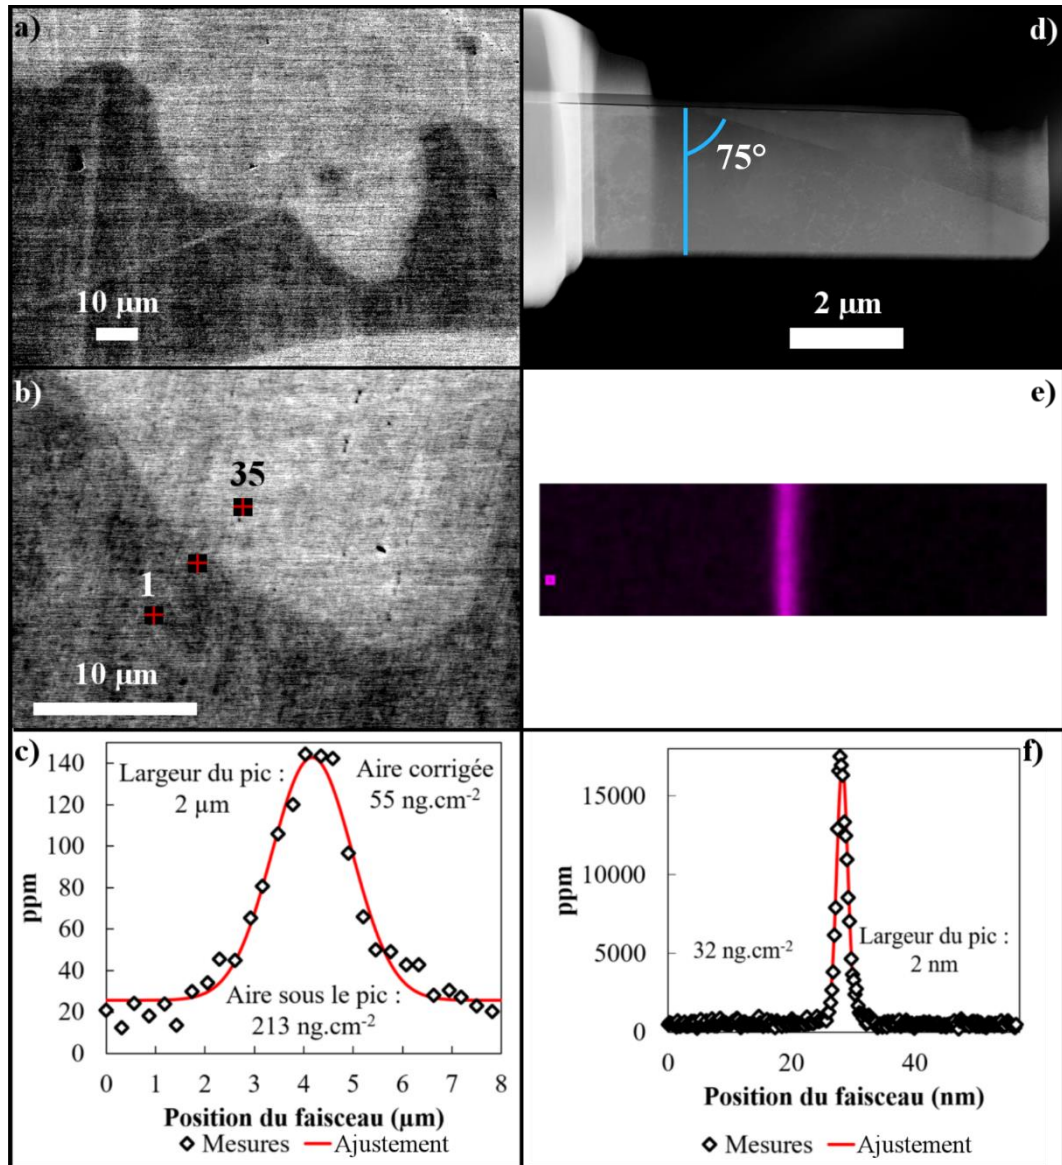 a)
10 µm
b)
35
1
10 µm
c)
140
120
100
80
60
40
20
0
ppm
Largeur du pic :
2 µm
Aire corrigée
55 ng.cm-2
Aire sous le pic :
213 ng.cm-2
0 1 2 3 4 5 6 7 8
Position du faisceau (µm)
Mesures Ajustement
d)
75°
2 µm
e)
f)
15000
10000
5000
0
ppm
32 ng.cm-2
Largeur du pic :
2 nm
0 20 40
Position du faisceau (nm)
Mesures Ajustement